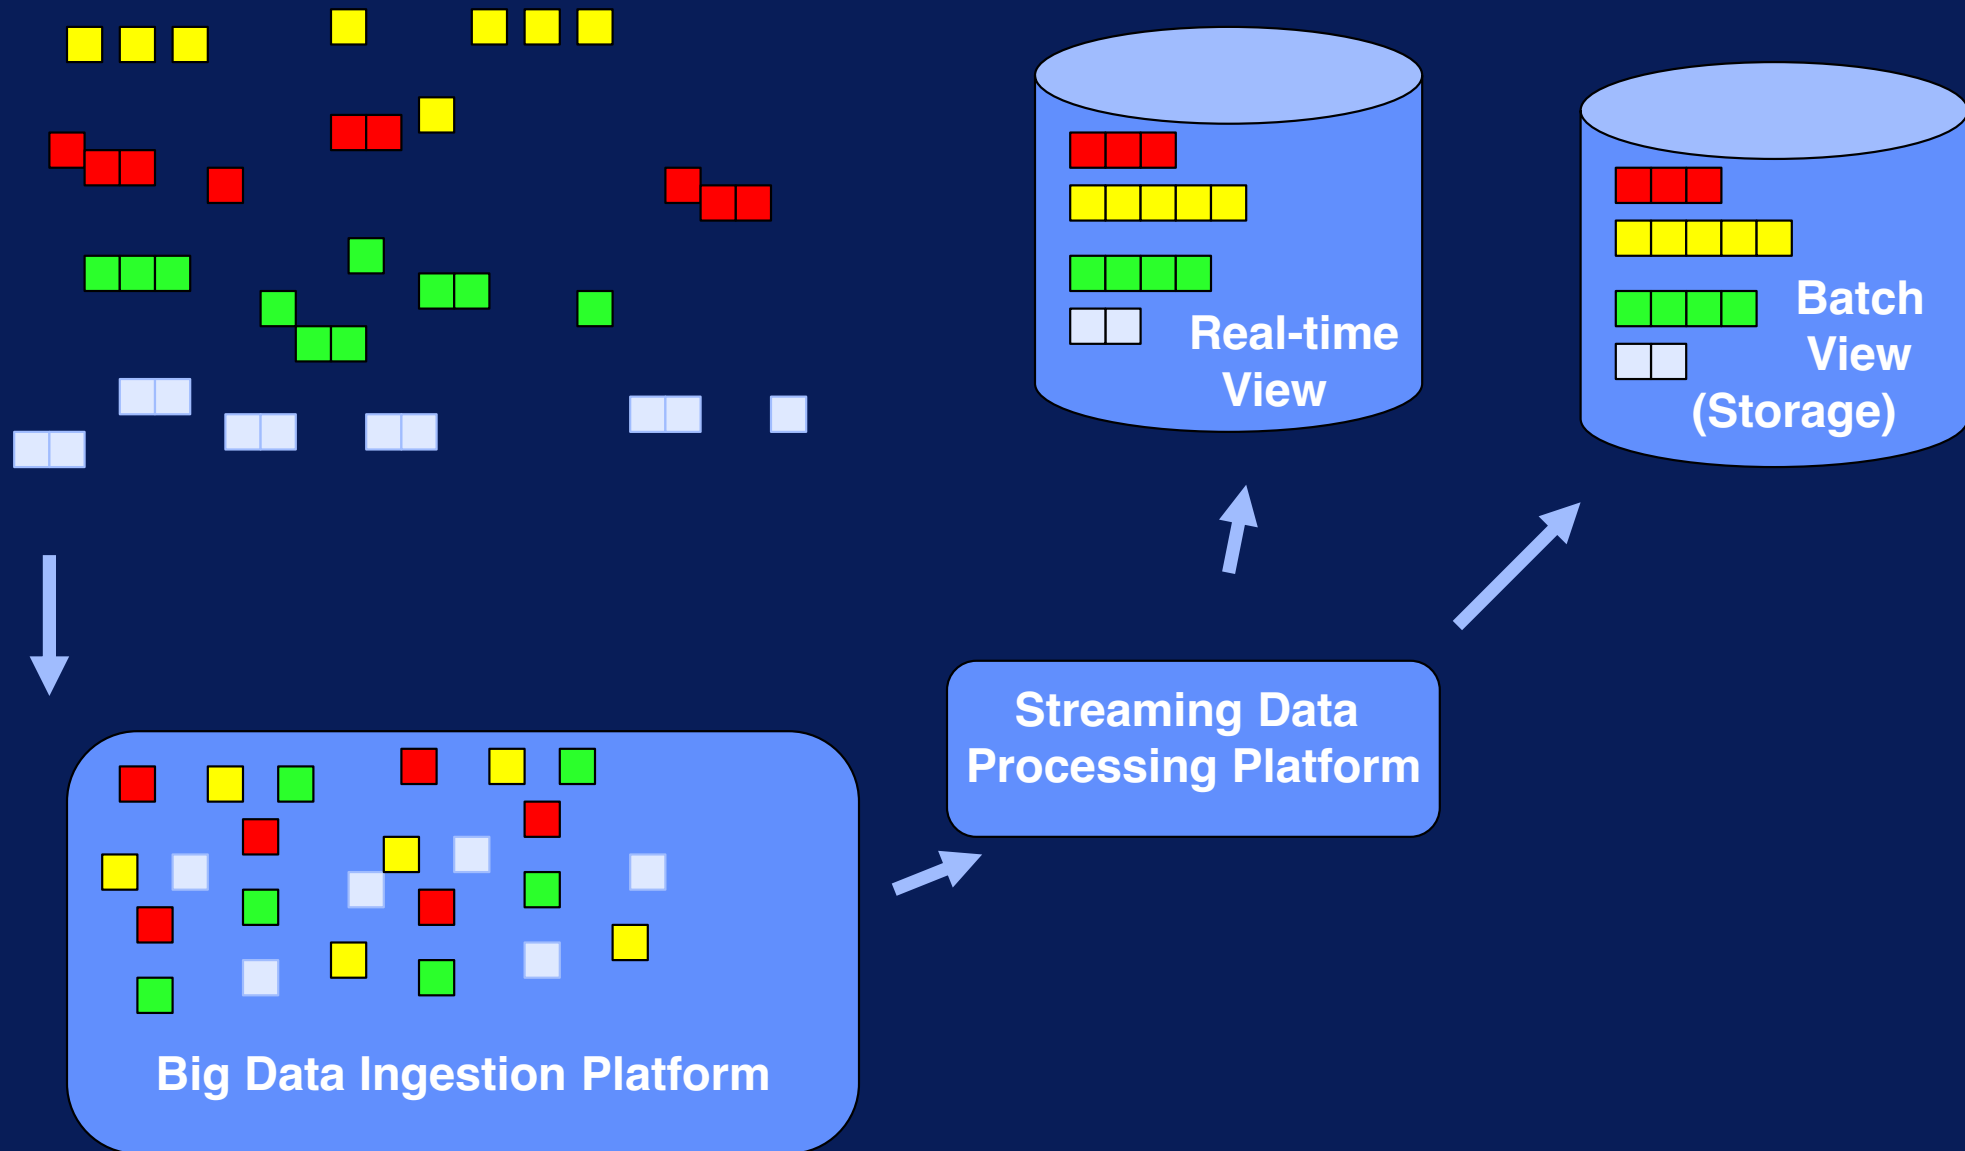 Real-time
View
Batch
View
(Storage)
Streaming Data
Processing Platform
Big Data Ingestion Platform